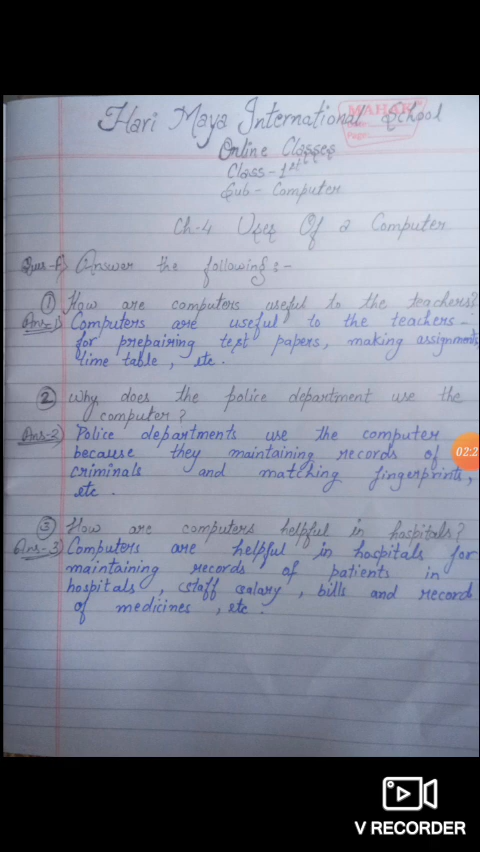 Hari Maya International School
MAHAK
Online Classes
Class - 1st
Sub - Computer
Ch-4 Uses Of a Computer
Ques-F) Answer the following :-
① How are computers useful to the teachers?
Ans-1) Computers are useful to the teachers -
for prepairing test papers, making assignments
time table, etc.
② Why does the police department use the
computer ?
Ans-2) Police departments use the computer
because they maintaining records of
criminals and matching fingerprints,
etc.
③ How are computers helpful in hospitals?
Ans-3) Computers are helpful in hospitals for
maintaining records of patients in
hospitals, staff salary, bills and record
of medicines, etc.
02:2
V RECORDER